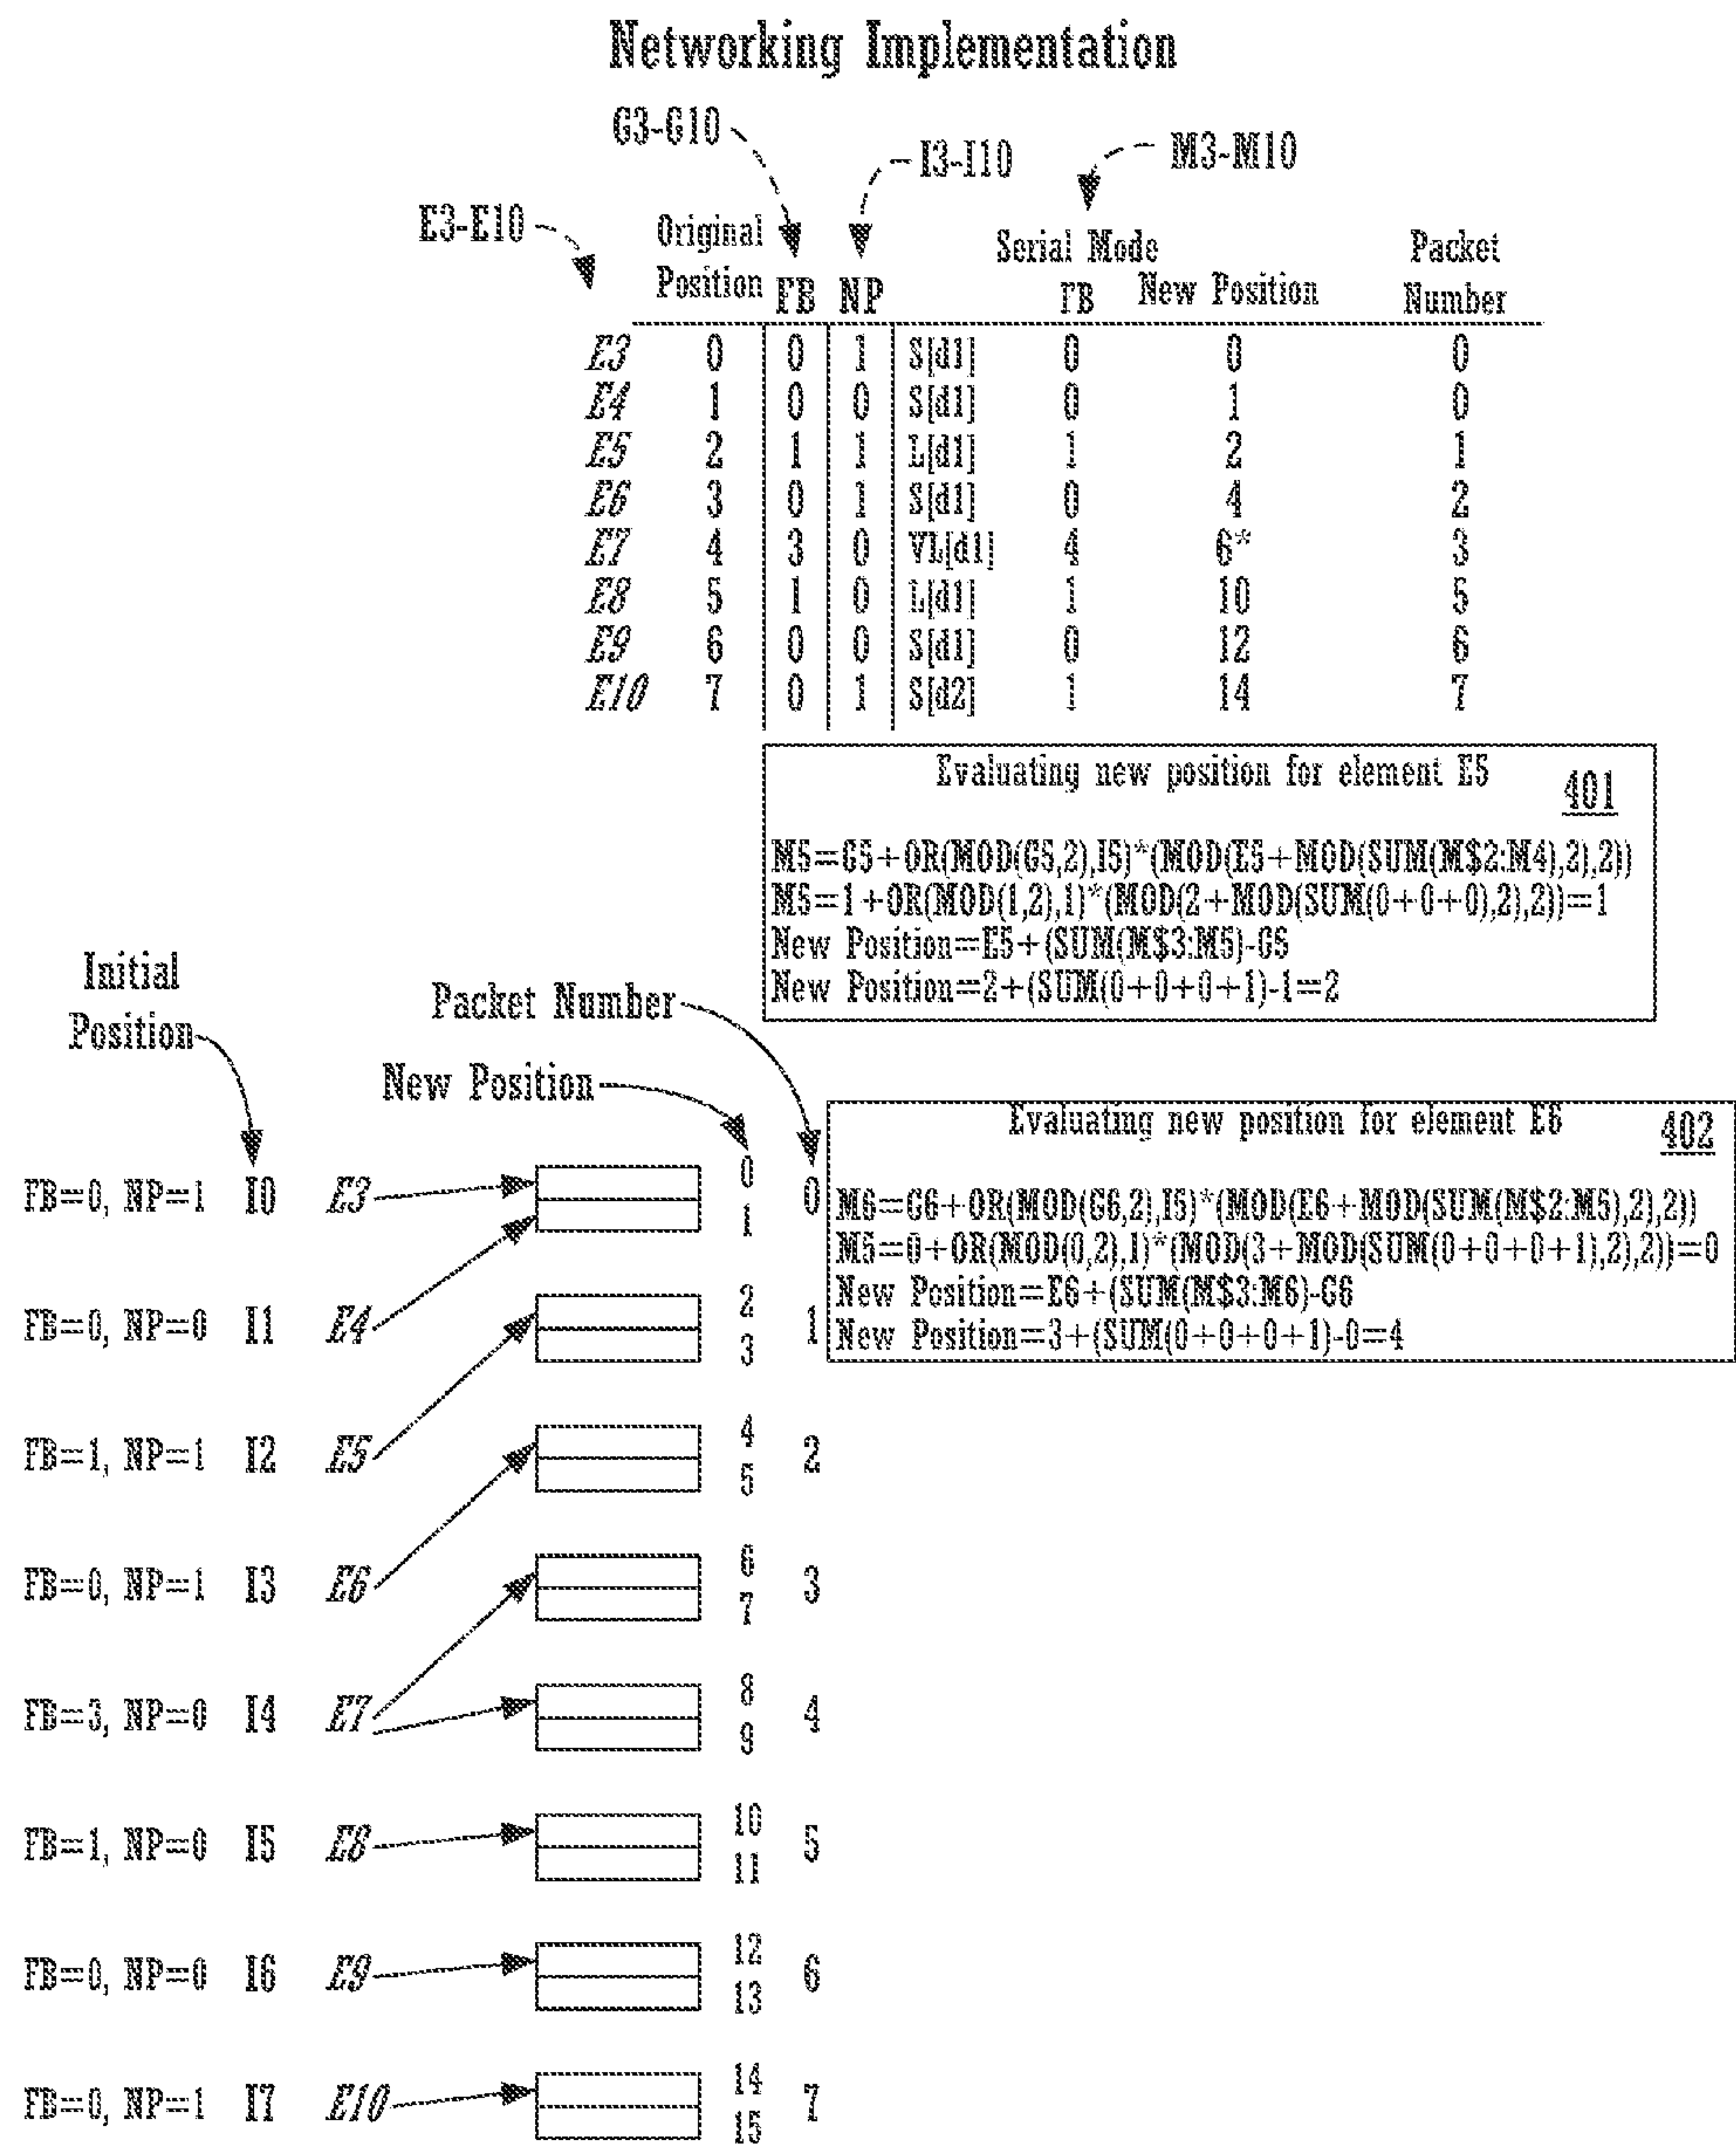 Networking Implementation
G3-G10
I3-I10
M3-M10
E3-E10
Original Position FB NP Serial Mode FB New Position Packet Number
E3 0 0 1 S[d1] 0 0 0
E4 1 0 0 S[d1] 0 1 0
E5 2 1 1 L[d1] 1 2 1
E6 3 0 1 S[d1] 0 4 2
E7 4 3 0 VL[d1] 4 6* 3
E8 5 1 0 L[d1] 1 10 5
E9 6 0 0 S[d1] 0 12 6
E10 7 0 1 S[d2] 1 14 7
Evaluating new position for element E5
401
M5=G5+OR(MOD(G5,2),I5)*(MOD(E5+MOD(SUM(M$2:M4),2),2))
M5=1+OR(MOD(1,2),1)*(MOD(2+MOD(SUM(0+0+0),2),2))=1
New Position=E5+(SUM(M$3:M5)-G5
New Position=2+(SUM(0+0+0+1)-1=2
Initial
Position
Packet Number
New Position
Evaluating new position for element E6
402
M6=G6+OR(MOD(G6,2),I5)*(MOD(E6+MOD(SUM(M$2:M5),2),2))
M5=0+OR(MOD(0,2),1)*(MOD(3+MOD(SUM(0+0+0+1),2),2))=0
New Position=E6+(SUM(M$3:M6)-G6
New Position=3+(SUM(0+0+0+1)-0=4
FB=0, NP=1 I0 E3 0 1 0
FB=0, NP=0 I1 E4 2 3 1
FB=1, NP=1 I2 E5 4 5 2
FB=0, NP=1 I3 E6 6 7 3
FB=3, NP=0 I4 E7 8 9 4
FB=1, NP=0 I5 E8 10 11 5
FB=0, NP=0 I6 E9 12 13 6
FB=0, NP=1 I7 E10 14 15 7